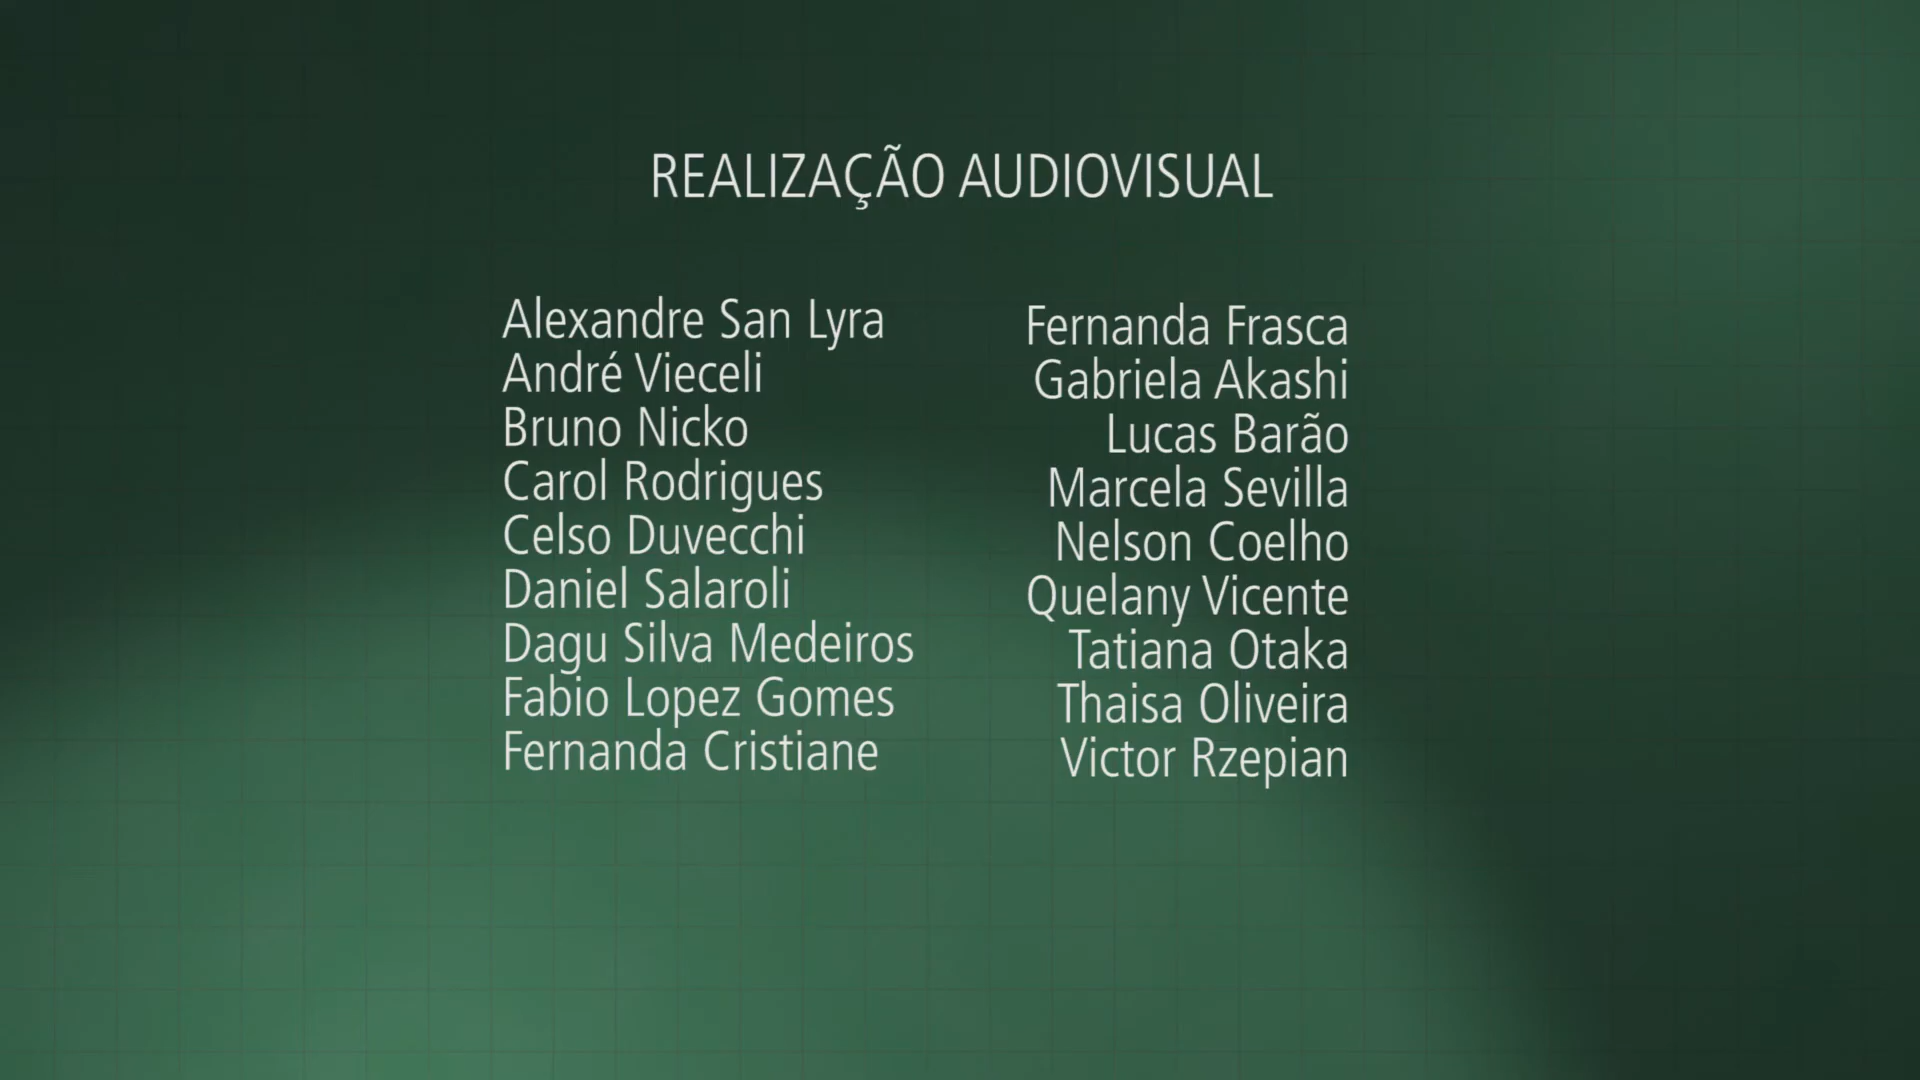 REALIZAÇÃO AUDIOVISUAL
Alexandre San Lyra
André Vieceli
Bruno Nicko
Carol Rodrigues
Celso Duvecchi
Daniel Salaroli
Dagu Silva Medeiros
Fabio Lopez Gomes
Fernanda Cristiane
Fernanda Frasca
Gabriela Akashi
Lucas Barão
Marcela Sevilla
Nelson Coelho
Quelany Vicente
Tatiana Otaka
Thaisa Oliveira
Victor Rzepian